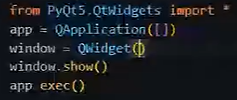 from PyQt5.QtWidgets import *
app = QApplication([])
window = QWidget()
window.show()
app.exec()